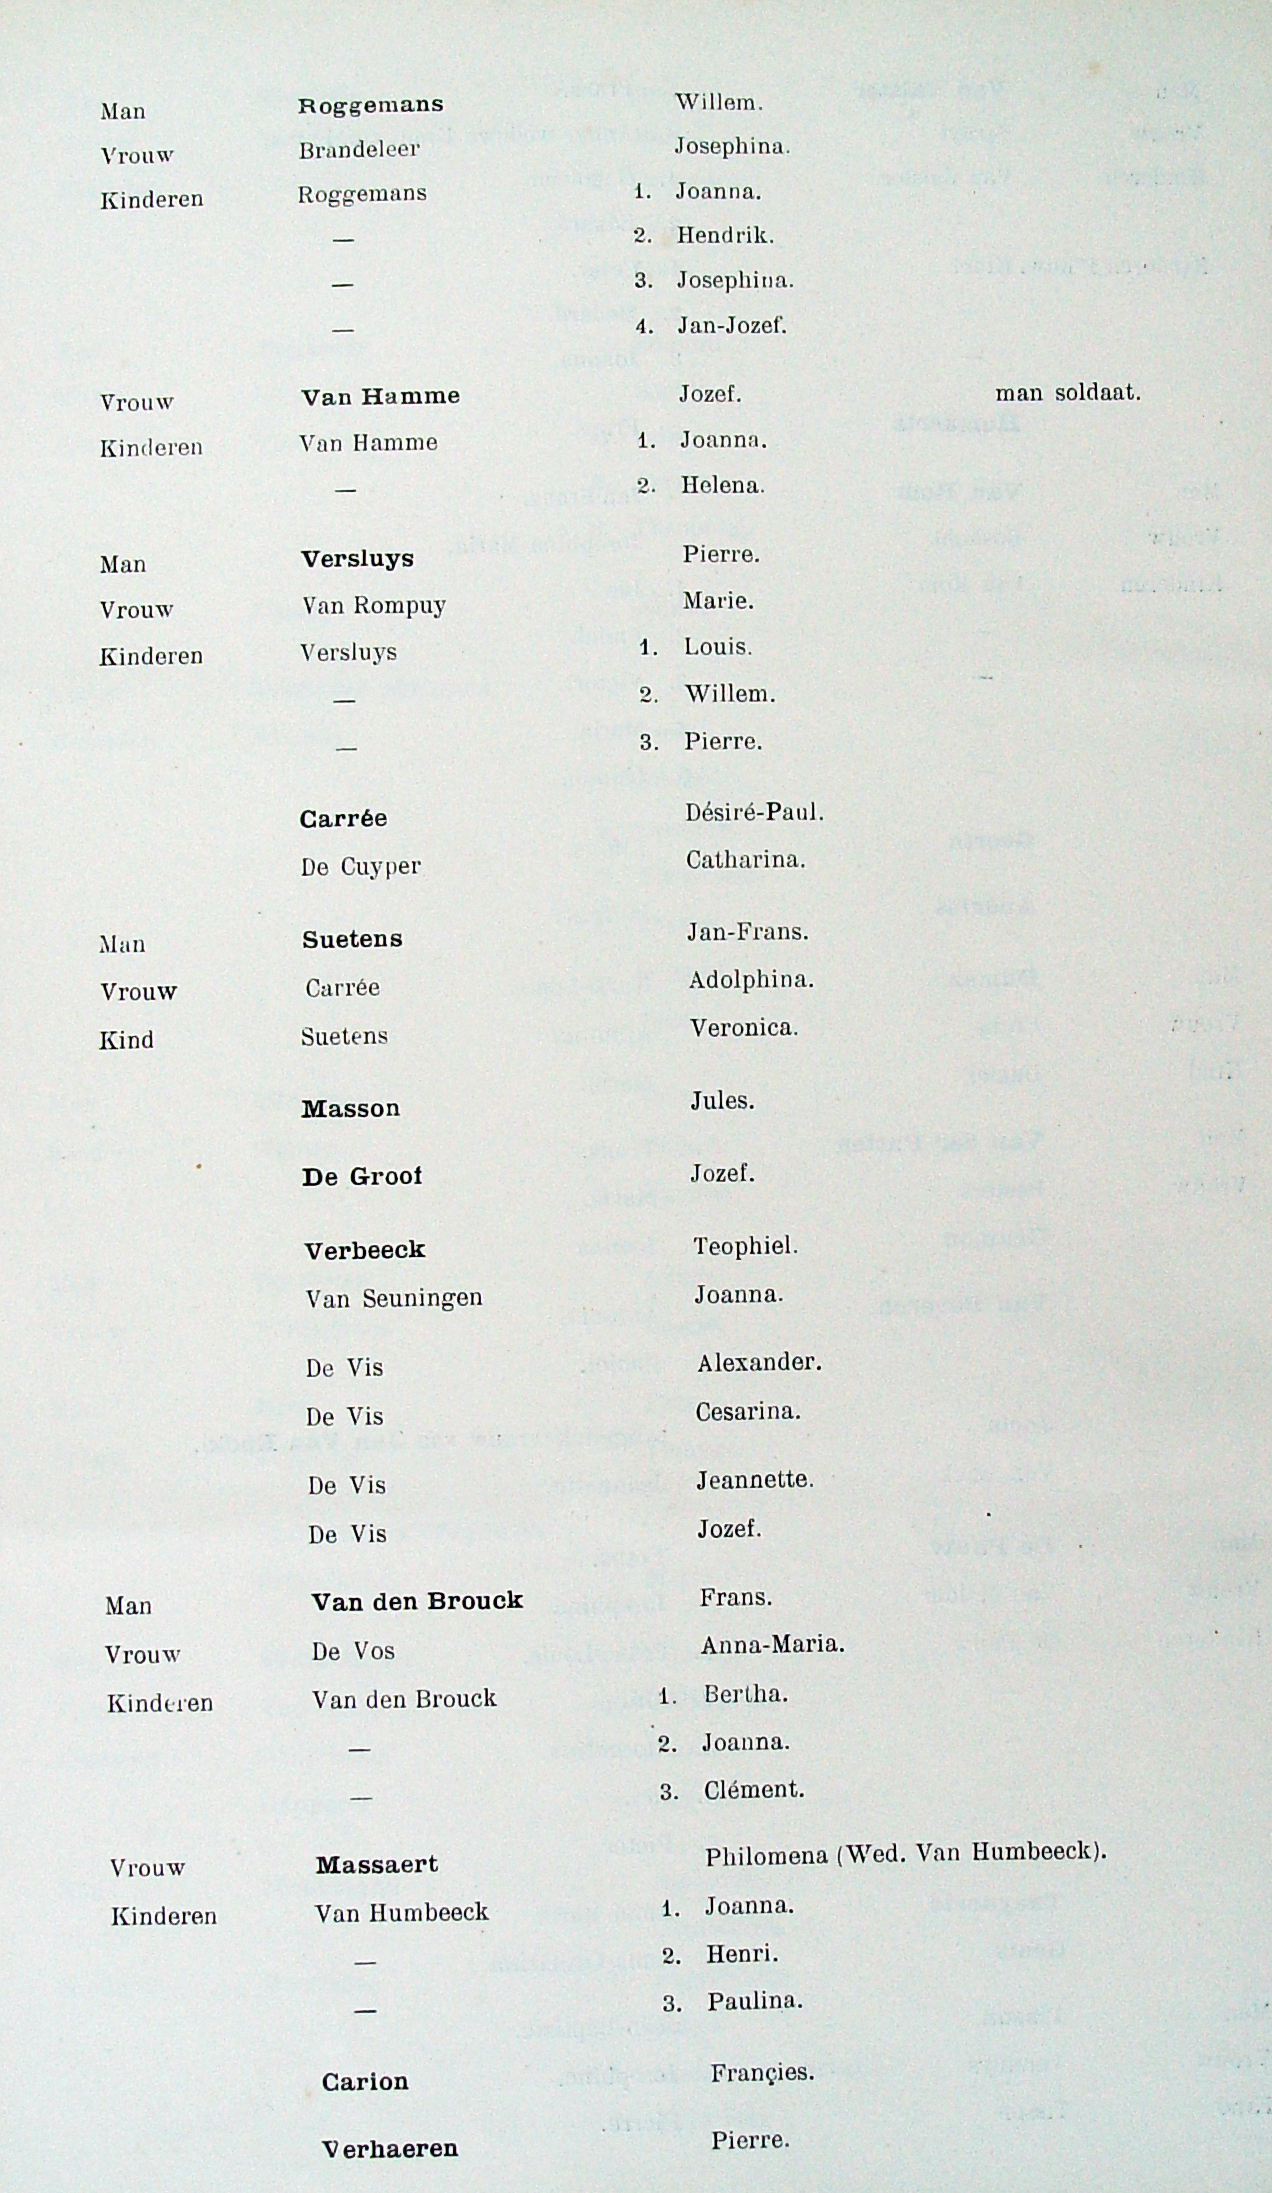 Man Roggemans Willem.
Vrouw Brandeleer Josephina.
Kinderen Roggemans 1. Joanna.
— 2. Hendrik.
— 3. Josephina.
— 4. Jan-Jozef.
Vrouw Van Hamme Jozef. man soldaat.
Kinderen Van Hamme 1. Joanna.
— 2. Helena.
Man Versluys Pierre.
Vrouw Van Rompuy Marie.
Kinderen Versluys 1. Louis.
— 2. Willem.
— 3. Pierre.
Carrée Désiré-Paul.
De Cuyper Catharina.
Man Suetens Jan-Frans.
Vrouw Carrée Adolphina.
Kind Suetens Veronica.
Masson Jules.
De Groof Jozef.
Verbeeck Teophiel.
Van Seuningen Joanna.
De Vis Alexander.
De Vis Cesarina.
De Vis Jeannette.
De Vis Jozef.
Man Van den Brouck Frans.
Vrouw De Vos Anna-Maria.
Kinderen Van den Brouck 1. Bertha.
— 2. Joanna.
— 3. Clément.
Vrouw Massaert Philomena (Wed. Van Humbeeck).
Kinderen Van Humbeeck 1. Joanna.
— 2. Henri.
— 3. Paulina.
Carion Françies.
Verhaeren Pierre.